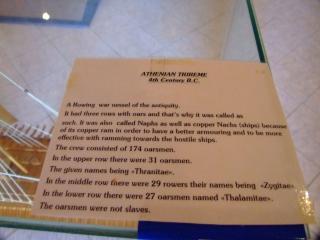 ATHENIAN TRIREME
4th Century B.C.
A Rowing war vessel of the antiquity.
It had three rows with oars and that's why it was called as
such. It was also called Naphs as well as copper Nachs (ships) because
of its copper ram in order to have a better armouring and to be more
effective with ramming towards the hostile ships.
The crew consisted of 174 oarsmen.
In the upper row there were 31 oarsmen.
The given names being «Thranitae».
In the middle row there were 29 rowers their names being «Zygitae».
In the lower row there were 27 oarsmen named «Thalamitae».
The oarsmen were not slaves.